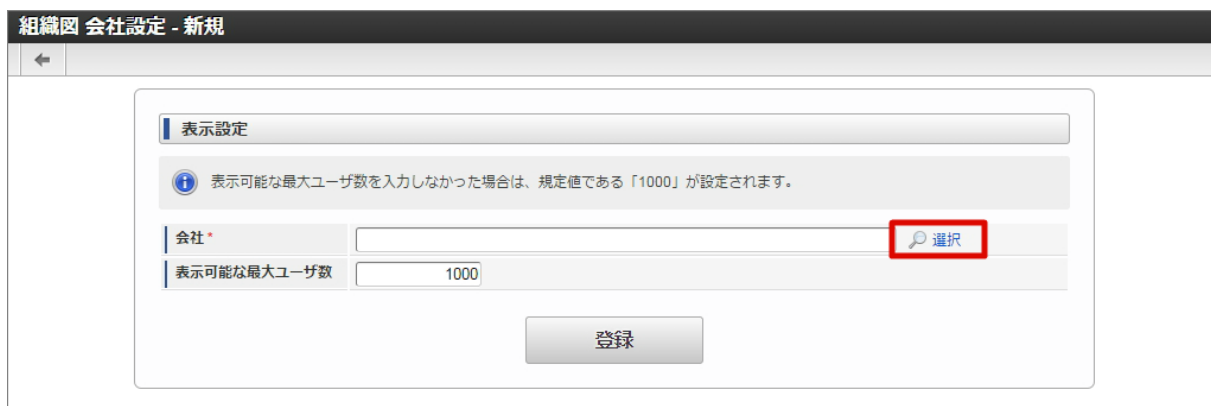 組織図 会社設定 - 新規
表示設定
表示可能な最大ユーザ数を入力しなかった場合は、規定値である「1000」が設定されます。
会社* 選択
表示可能な最大ユーザ数 1000
登録